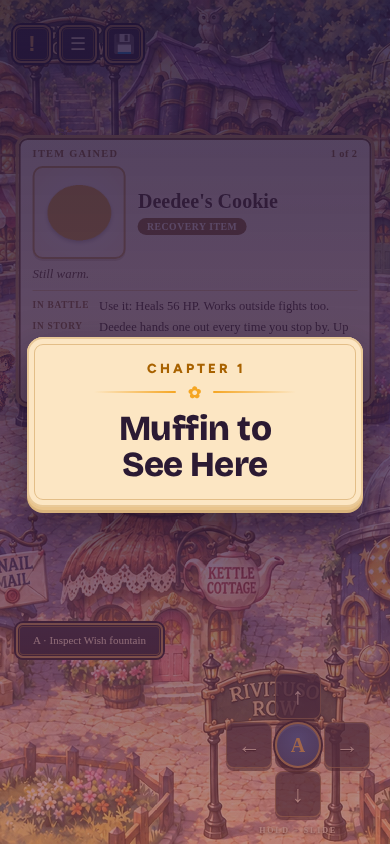 !
☰
ITEM GAINED 1 of 2
Deedee's Cookie
RECOVERY ITEM
Still warm.
IN BATTLE Use it: Heals 56 HP. Works outside fights too.
IN STORY Deedee hands one out every time you stop by. Up
CHAPTER 1
Muffin to
See Here
NAIL
MAIL
KETTLE
COTTAGE
A · Inspect Wish fountain
ROW
↑
← A →
↓